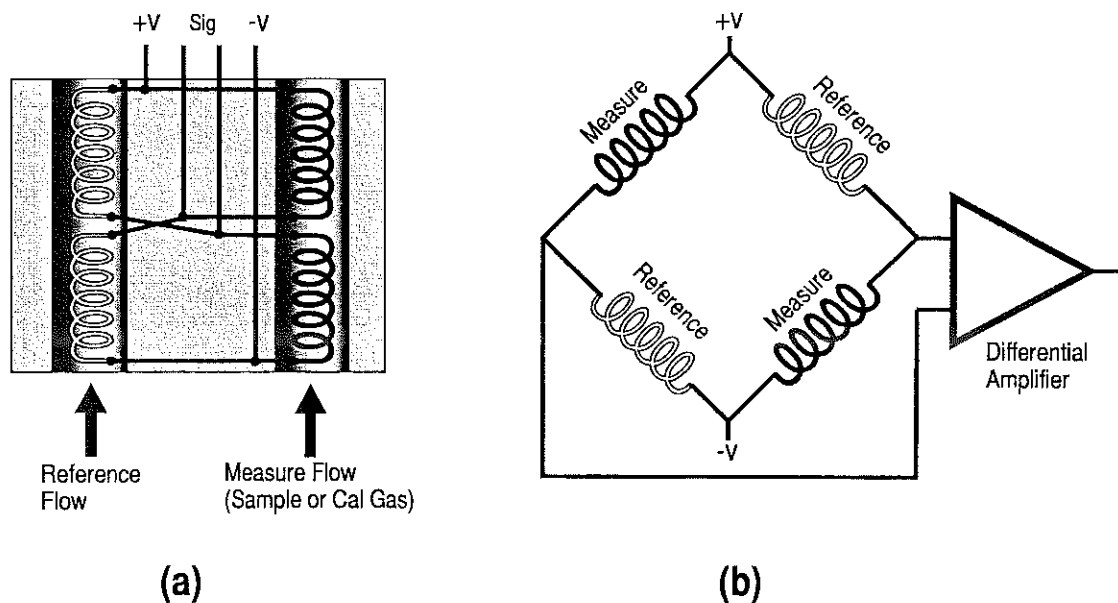 +V Sig -V
Reference
Flow
Measure Flow
(Sample or Cal Gas)
(a)
+V
Measure
Reference
Reference
Measure
-V
Differential
Amplifier
(b)